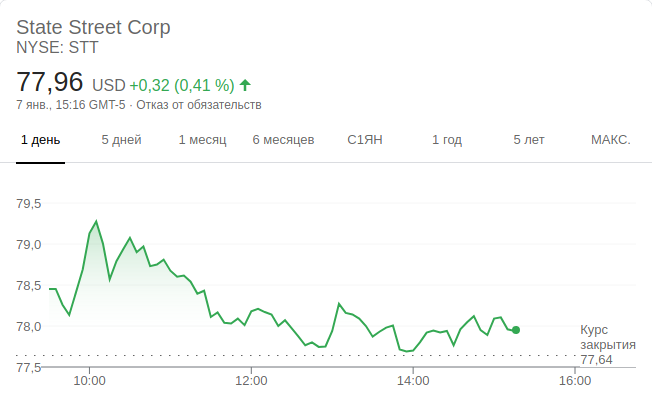 State Street Corp
NYSE: STT
77,96 USD +0,32 (0,41 %)
7 янв., 15:16 GMT-5 · Отказ от обязательств
1 день 5 дней 1 месяц 6 месяцев С1ЯН 1 год 5 лет МАКС.
79,5
79,0
78,5
78,0
77,5
Курс
закрытия
77,64
10:00 12:00 14:00 16:00